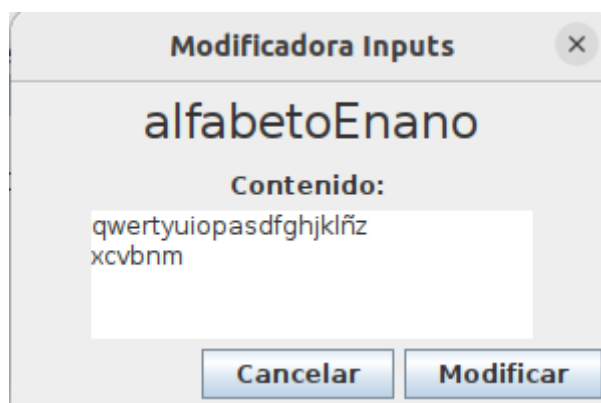 Modificadora Inputs
alfabetoEnano
Contenido:
qwertyuiopasdfghjklñz
xcvbnm
Cancelar
Modificar